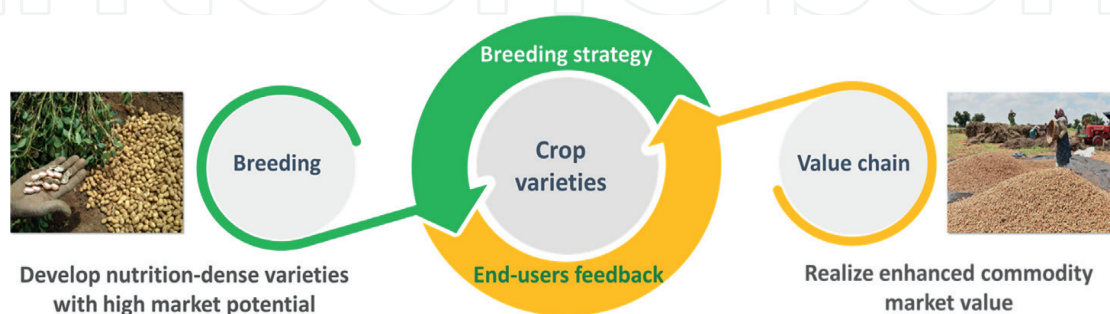 Breeding strategy
Breeding
Crop
varieties
Value chain
End-users feedback
Develop nutrition-dense varieties
with high market potential
Realize enhanced commodity
market value